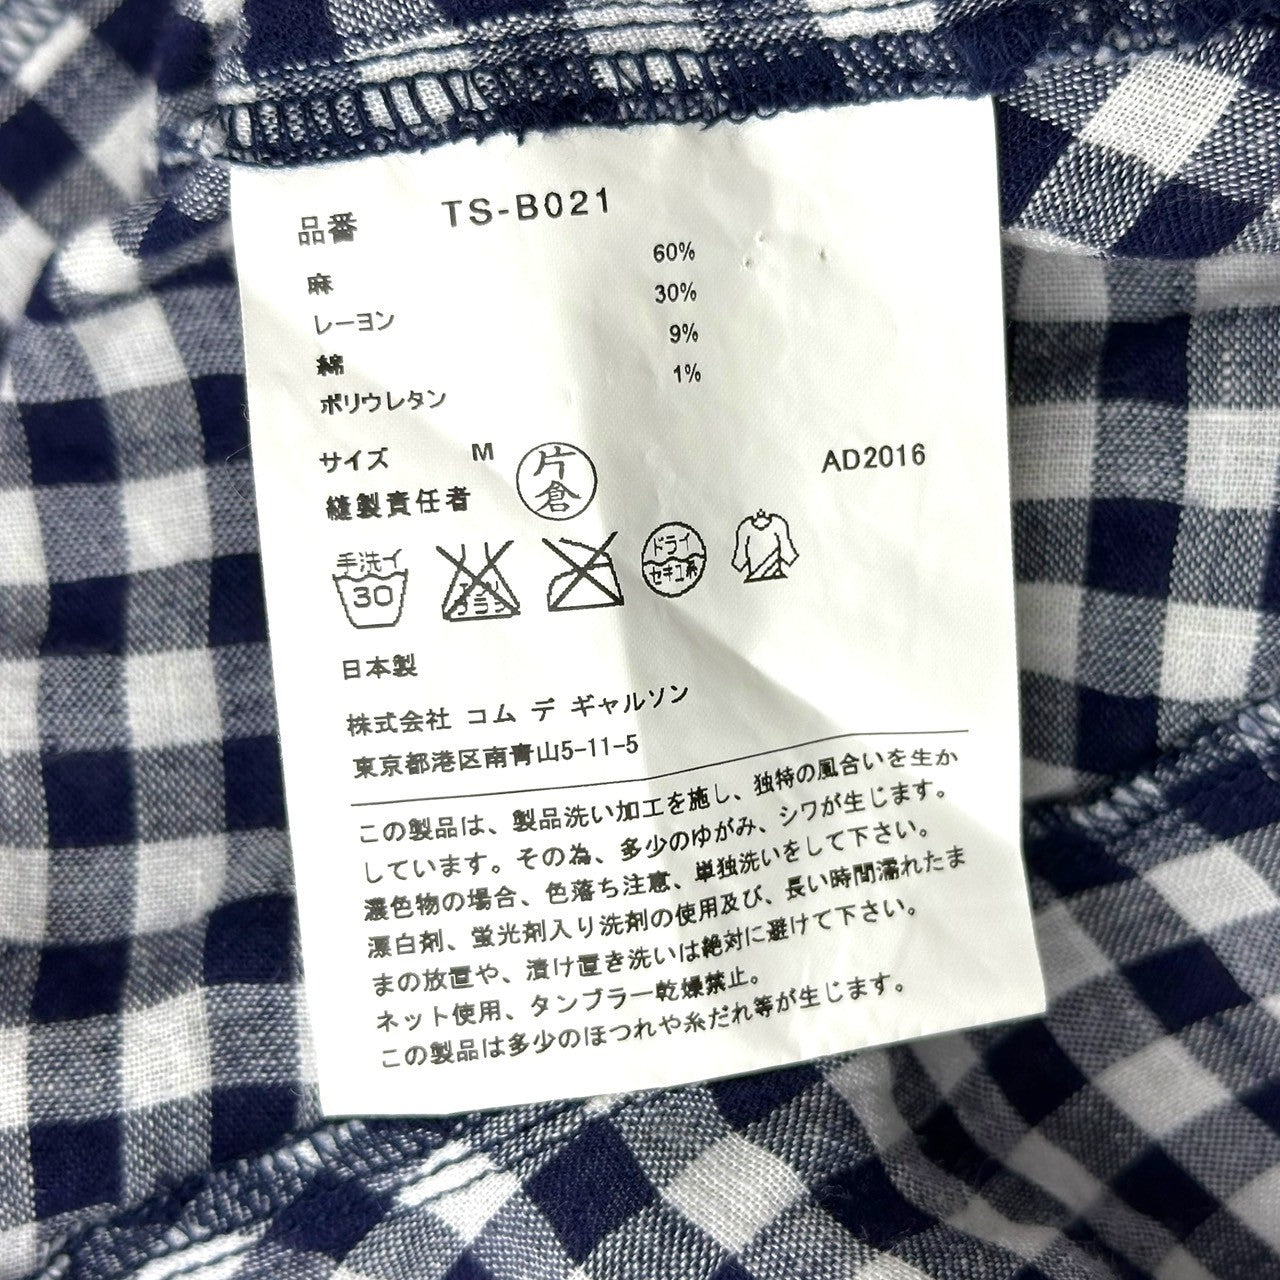 品番 TS-B021
麻 60%
レーヨン 30%
綿 9%
ポリウレタン 1%
サイズ M
縫製責任者 片倉
AD2016
手洗イ 30
エンソ サラシ
ドライ セキユ系
日本製
株式会社 コム デ ギャルソン
東京都港区南青山5-11-5
この製品は、製品洗い加工を施し、独特の風合いを生か
しています。その為、多少のゆがみ、シワが生じます。
濃色物の場合、色落ち注意、単独洗いをして下さい。
漂白剤、蛍光剤入り洗剤の使用及び、長い時間濡れたま
まの放置や、漬け置き洗いは絶対に避けて下さい。
ネット使用、タンブラー乾燥禁止。
この製品は多少のほつれや糸だれ等が生じます。